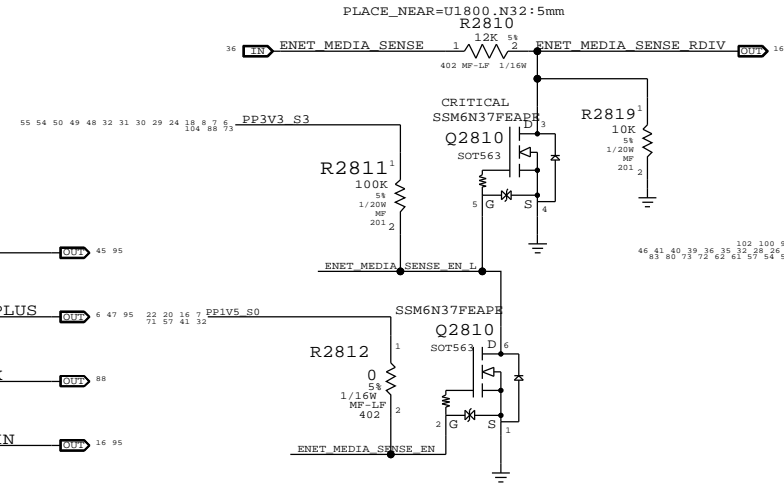 PLACE_NEAR=U1800.N32:5mm
R2810
12K 5%
36 IN ENET_MEDIA_SENSE 1 2 ENET_MEDIA_SENSE_RDIV OUT 16
402 MF-LF 1/16W
CRITICAL
SSM6N37FEAPE
D 3
Q2810
SOT563
R2819 1
10K
5%
1/20W
MF
201
2
55 54 50 49 48 32 31 30 29 24 18 8 7 6 PP3V3_S3
104 88 73
R2811 1
100K
5%
1/20W
MF
201 2
5 G S 4
OUT 45 95
102 100 9
46 41 40 39 36 35 32 28 26
83 80 73 72 62 61 57 54 5
ENET_MEDIA_SENSE_EN_L
PLUS OUT 6 47 95
22 20 16 7 PP1V5_S0
71 57 41 32
SSM6N37FEAPE
Q2810
SOT563
D 6
R2812
1
0
5%
1/16W
MF-LF
402
2
OUT 88
2 G S 1
IN OUT 16 95
ENET_MEDIA_SENSE_EN